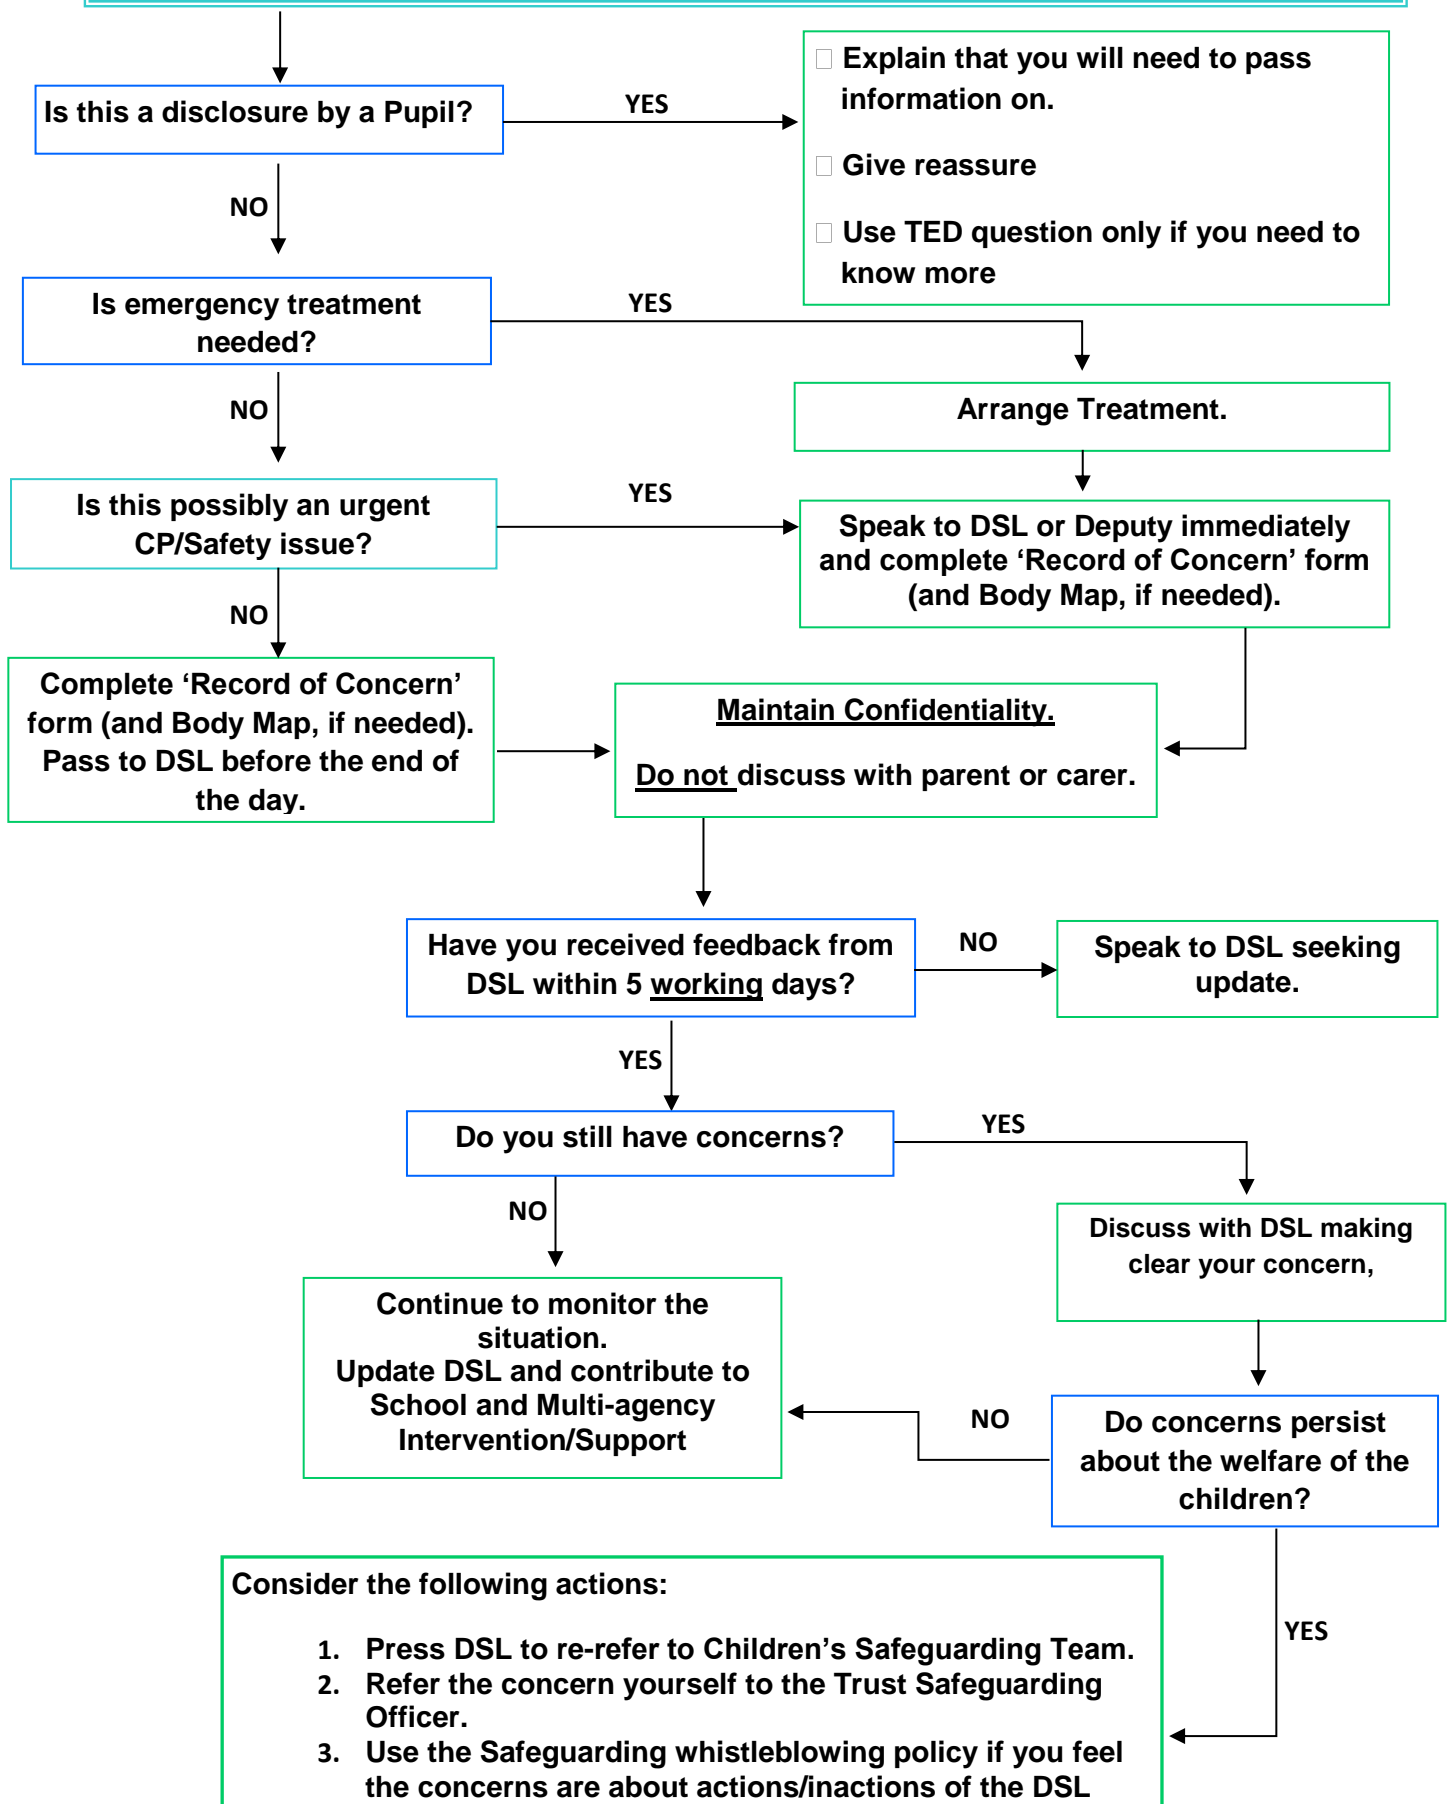 Is this a disclosure by a Pupil?
YES
Explain that you will need to pass
information on.
Give reassure
Use TED question only if you need to
know more
NO
Is emergency treatment
needed?
YES
Arrange Treatment.
NO
Is this possibly an urgent
CP/Safety issue?
YES
Speak to DSL or Deputy immediately
and complete ‘Record of Concern’ form
(and Body Map, if needed).
NO
Complete ‘Record of Concern’
form (and Body Map, if needed).
Pass to DSL before the end of
the day.
Maintain Confidentiality.
Do not discuss with parent or carer.
Have you received feedback from
DSL within 5 working days?
NO
Speak to DSL seeking
update.
YES
Do you still have concerns?
YES
NO
Discuss with DSL making
clear your concern,
Continue to monitor the
situation.
Update DSL and contribute to
School and Multi-agency
Intervention/Support
NO
Do concerns persist
about the welfare of the
children?
YES
Consider the following actions:
1. Press DSL to re-refer to Children’s Safeguarding Team.
2. Refer the concern yourself to the Trust Safeguarding
Officer.
3. Use the Safeguarding whistleblowing policy if you feel
the concerns are about actions/inactions of the DSL